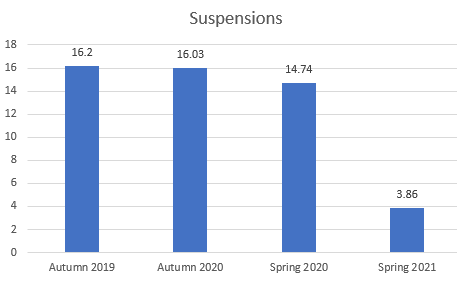 Suspensions
18
16
14
12
10
8
6
4
2
0
16.2
16.03
14.74
3.86
Autumn 2019
Autumn 2020
Spring 2020
Spring 2021